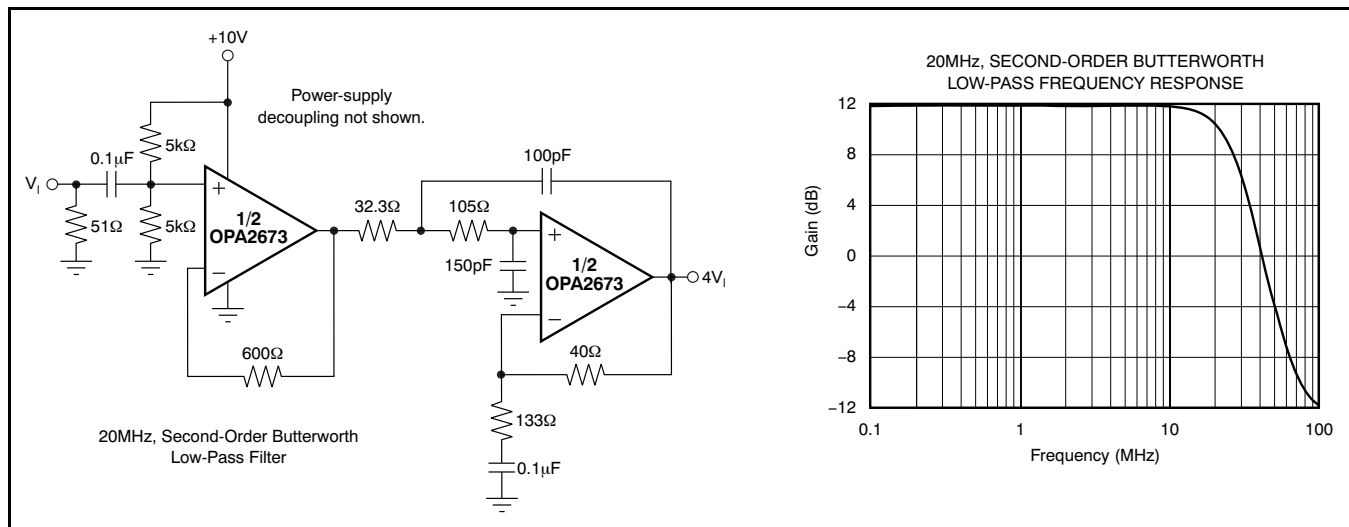 +10V
Power-supply
decoupling not shown.
5kΩ
0.1μF
VI
51Ω
5kΩ
+
1/2
OPA2673
−
600Ω
32.3Ω
100pF
105Ω
150pF
+
1/2
OPA2673
−
4VI
40Ω
133Ω
0.1μF
20MHz, Second-Order Butterworth
Low-Pass Filter
20MHz, SECOND-ORDER BUTTERWORTH
LOW-PASS FREQUENCY RESPONSE
12
8
4
0
−4
−8
−12
Gain (dB)
0.1
1
10
100
Frequency (MHz)